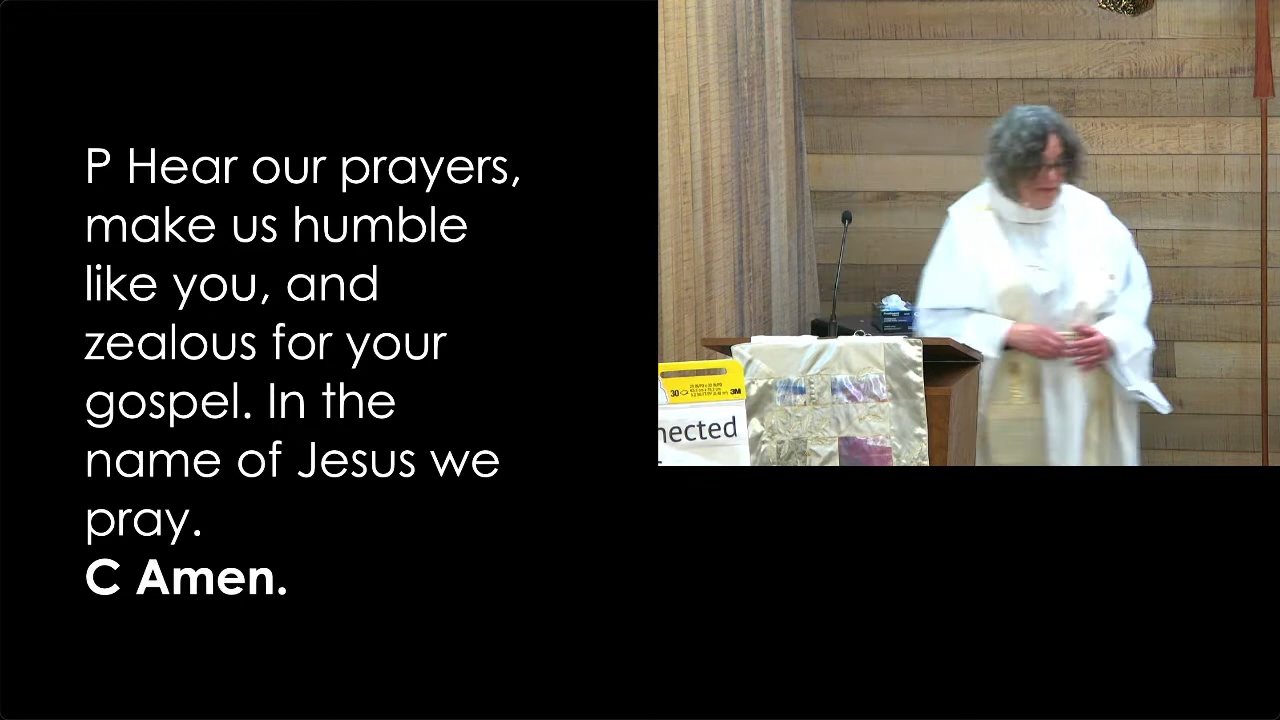 P Hear our prayers,
make us humble
like you, and
zealous for your
gospel. In the
name of Jesus we
pray.
C Amen.
30
3M
nected